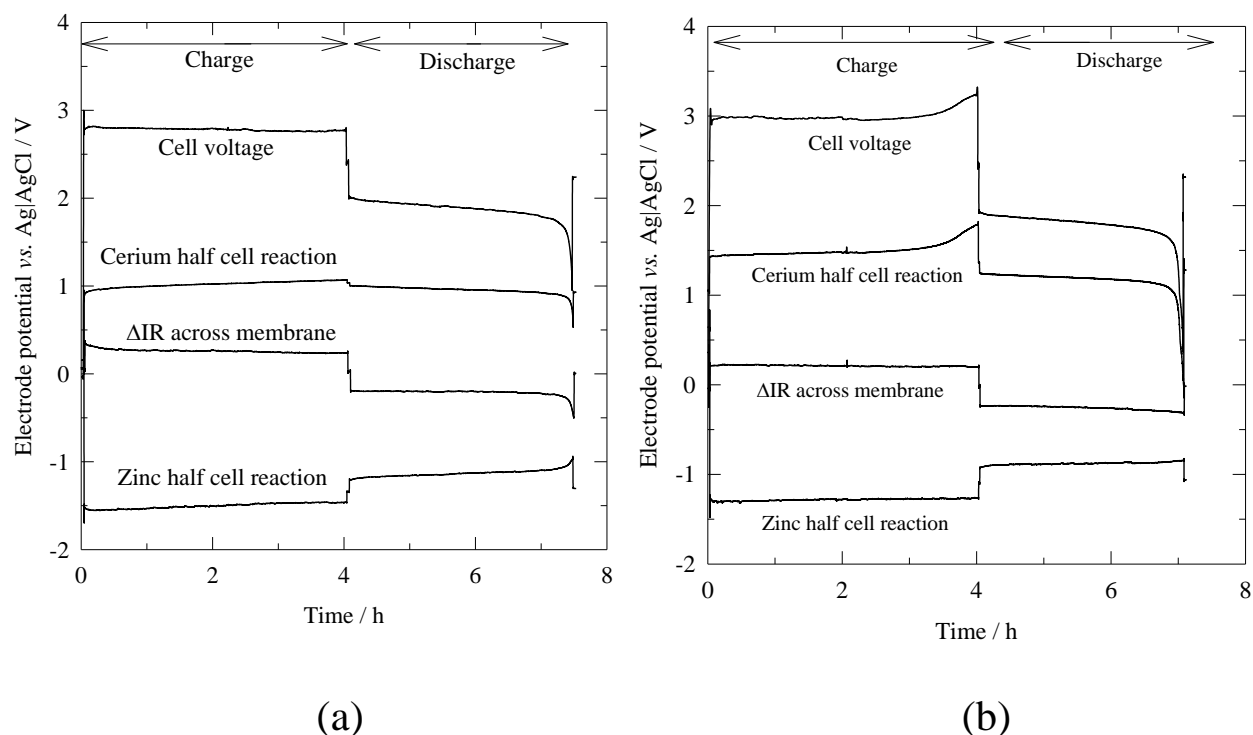 Electrode potential vs. Ag|AgCl / V
4
3
2
1
0
-1
-2
Charge
Discharge
Cell voltage
Cerium half cell reaction
ΔIR across membrane
Zinc half cell reaction
0
2
4
6
8
Time / h
(a)
Electrode potential vs. Ag|AgCl / V
4
3
2
1
0
-1
-2
Charge
Discharge
Cell voltage
Cerium half cell reaction
ΔIR across membrane
Zinc half cell reaction
0
2
4
6
8
Time / h
(b)